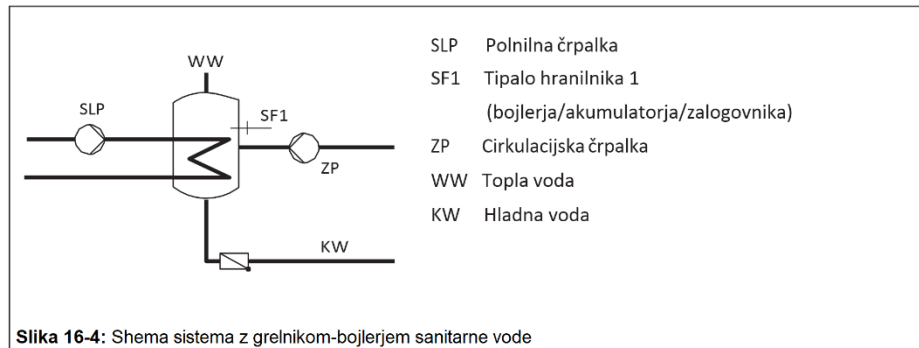 WW
SLP
SF1
ZP
KW
SLP Polnilna črpalka
SF1 Tipalo hranilnika 1
(bojlerja/akumulatorja/zalogovnika)
ZP Cirkulacijska črpalka
WW Topla voda
KW Hladna voda
Slika 16-4: Shema sistema z grelnikom-bojlerjem sanitarne vode